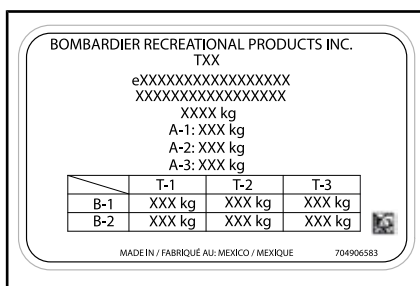 BOMBARDIER RECREATIONAL PRODUCTS INC.
TXX
eXXXXXXXXXXXXXXXXX
XXXXXXXXXXXXXXXXX
XXXX kg
A-1: XXX kg
A-2: XXX kg
A-3: XXX kg
T-1 T-2 T-3
B-1 XXX kg XXX kg XXX kg
B-2 XXX kg XXX kg XXX kg
MADE IN / FABRIQUÉ AU: MEXICO / MEXIQUE 704906583